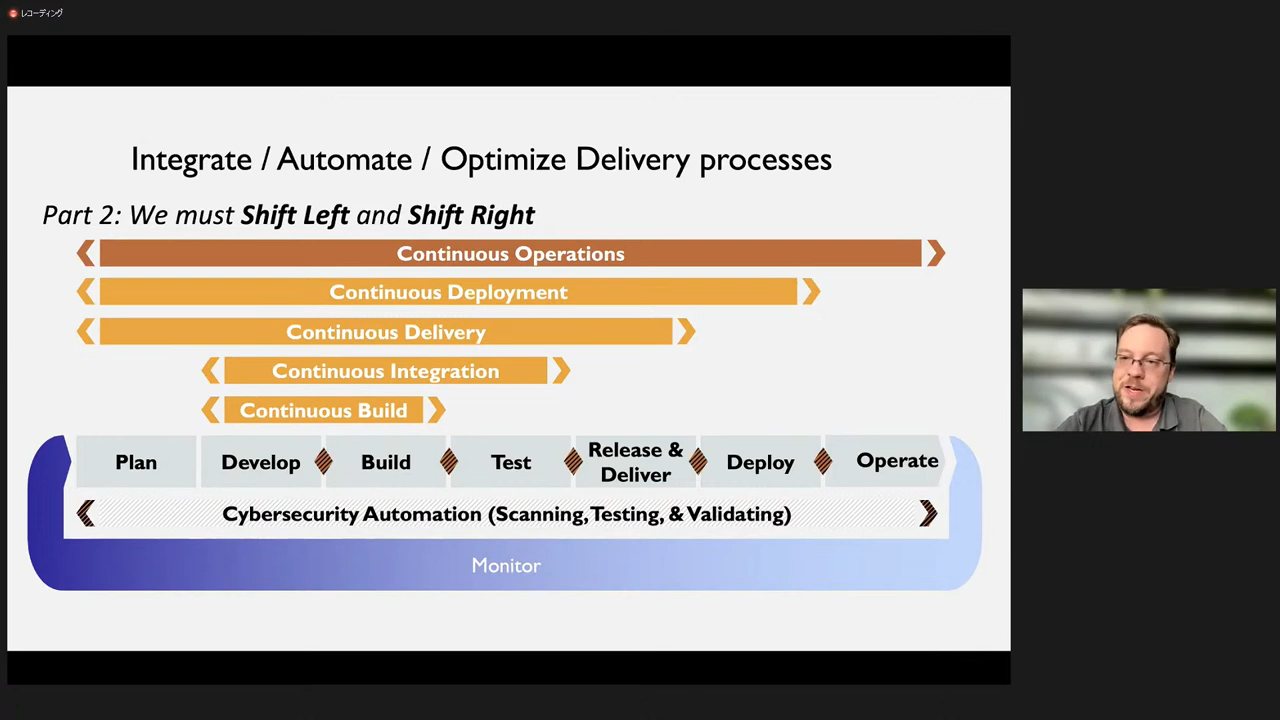 レコーディング
Integrate / Automate / Optimize Delivery processes
Part 2: We must Shift Left and Shift Right
Continuous Operations
Continuous Deployment
Continuous Delivery
Continuous Integration
Continuous Build
Plan
Develop
Build
Test
Release &
Deliver
Deploy
Operate
Cybersecurity Automation (Scanning, Testing, & Validating)
Monitor